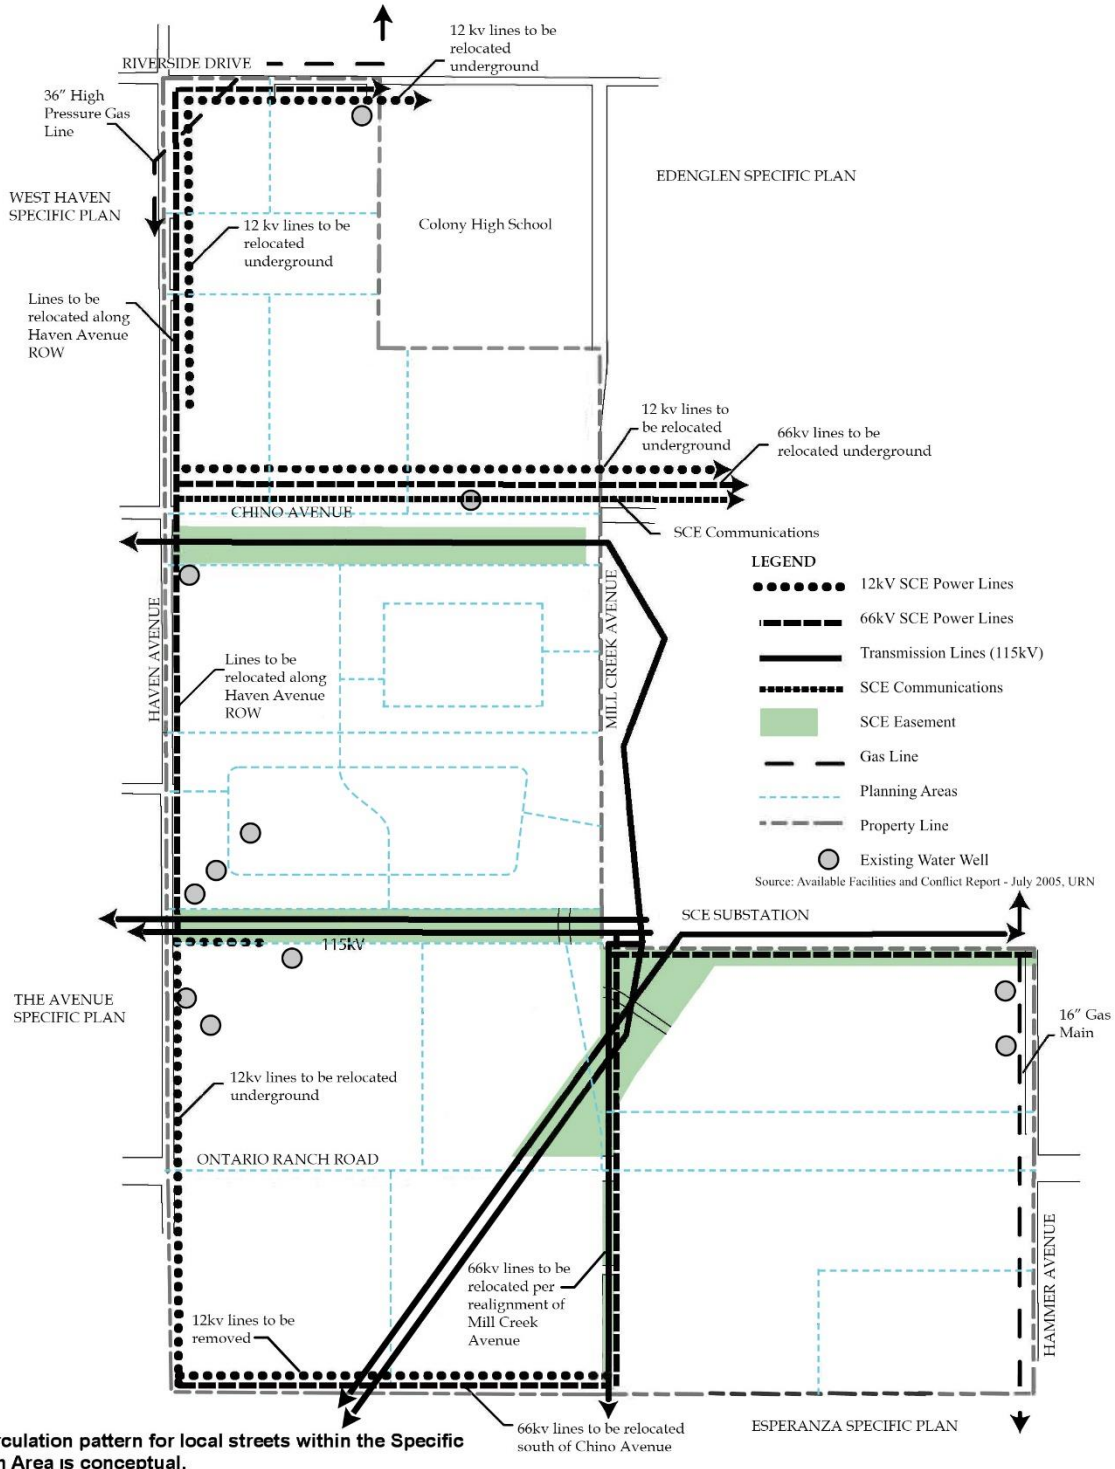 12 kv lines to be
relocated
underground
RIVERSIDE DRIVE
36" High
Pressure Gas
Line
WEST HAVEN
SPECIFIC PLAN
EDENGLEN SPECIFIC PLAN
Colony High School
12 kv lines to be
relocated
underground
Lines to be
relocated along
Haven Avenue
ROW
12 kv lines to
be relocated
underground
66kv lines to be
relocated underground
CHINO AVENUE
SCE Communications
HAVEN AVENUE
MILL CREEK AVENUE
LEGEND
12kV SCE Power Lines
66kV SCE Power Lines
Transmission Lines (115kV)
SCE Communications
SCE Easement
Gas Line
Planning Areas
Property Line
Existing Water Well
Source: Available Facilities and Conflict Report - July 2005, URN
Lines to be
relocated along
Haven Avenue
ROW
SCE SUBSTATION
115kV
THE AVENUE
SPECIFIC PLAN
16" Gas
Main
12kv lines to be relocated
underground
ONTARIO RANCH ROAD
HAMMER AVENUE
66kv lines to be
relocated per
realignment of
Mill Creek
Avenue
12kv lines to be
removed
66kv lines to be relocated
south of Chino Avenue
ESPERANZA SPECIFIC PLAN
pattern for local streets within the Specific
Area is conceptual.